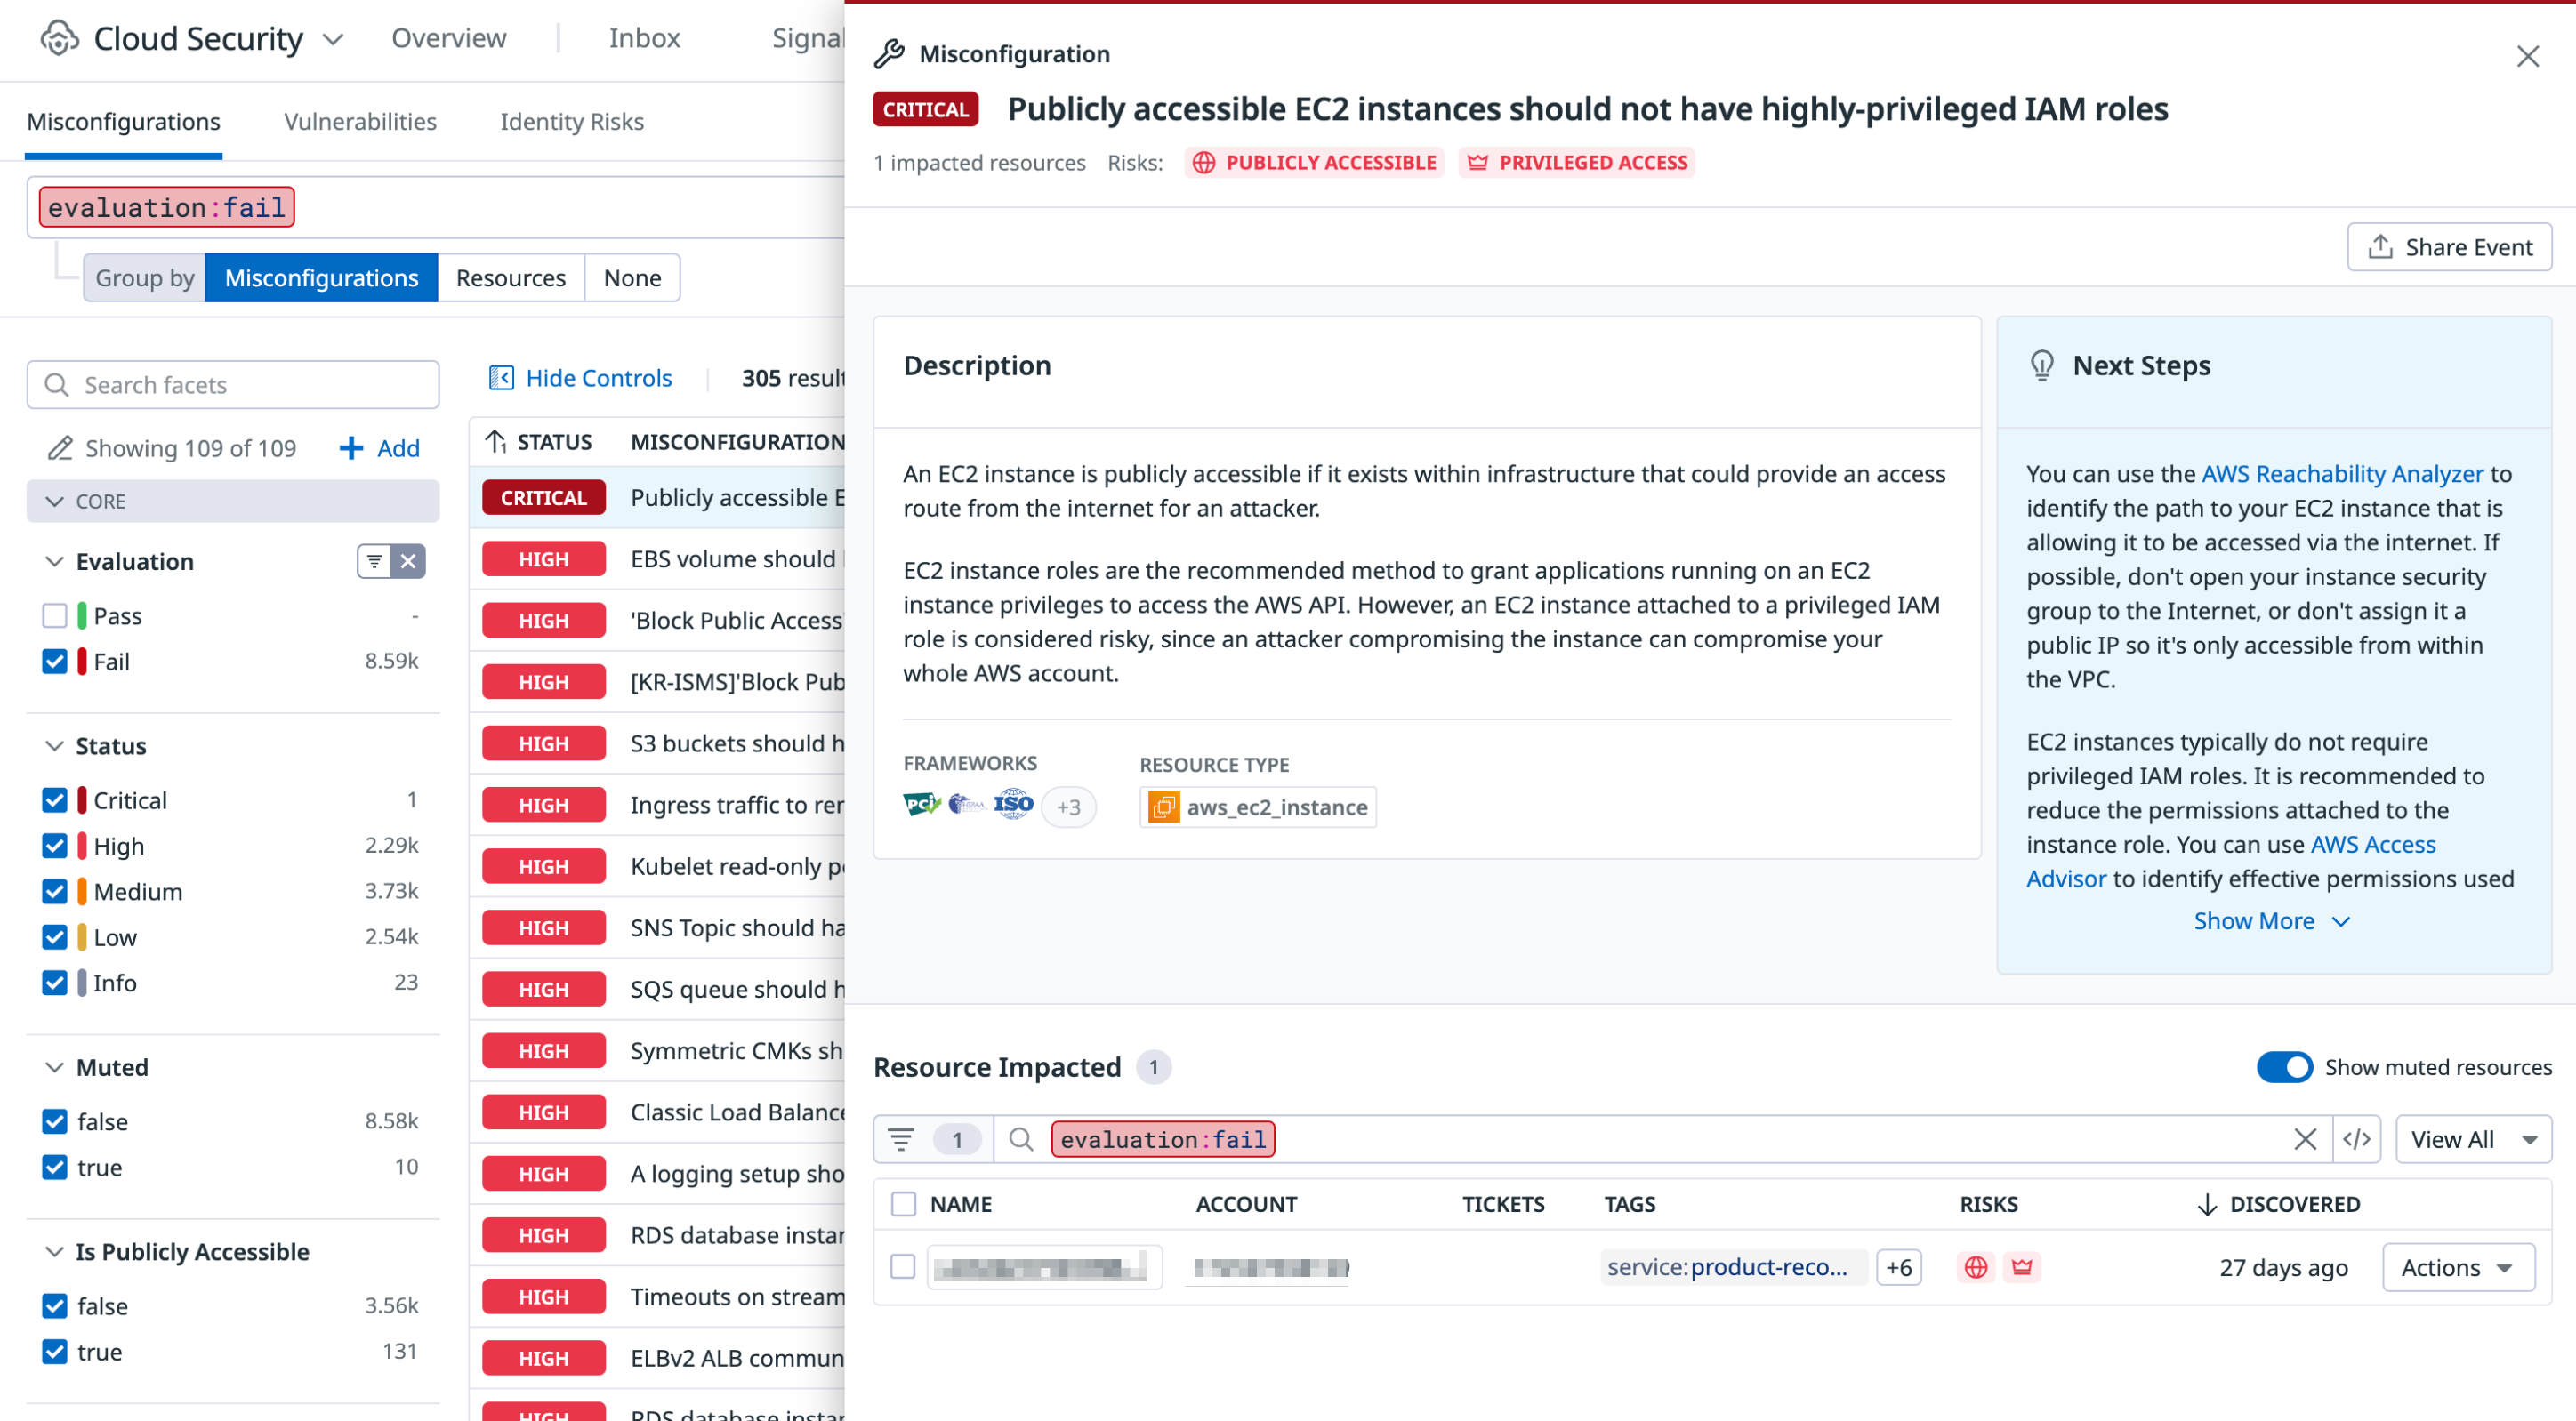 Cloud Security
Overview
Inbox
Signal
Misconfigurations
Vulnerabilities
Identity Risks
evaluation:fail
Group by
Misconfigurations
Resources
None
Search facets
Showing 109 of 109
Add
CORE
Evaluation
Pass -
Fail 8.59k
Status
Critical 1
High 2.29k
Medium 3.73k
Low 2.54k
Info 23
Muted
false 8.58k
true 10
Is Publicly Accessible
false 3.56k
true 131
Hide Controls
305 result
STATUS MISCONFIGURATION
CRITICAL Publicly accessible E
HIGH EBS volume should
HIGH 'Block Public Access'
HIGH [KR-ISMS]'Block Pub
HIGH S3 buckets should h
HIGH Ingress traffic to rer
HIGH Kubelet read-only po
HIGH SNS Topic should ha
HIGH SQS queue should h
HIGH Symmetric CMKs sh
HIGH Classic Load Balance
HIGH A logging setup sho
HIGH RDS database instar
HIGH Timeouts on stream
HIGH ELBv2 ALB commun
HIGH RDS database instar
Misconfiguration
CRITICAL Publicly accessible EC2 instances should not have highly-privileged IAM roles
1 impacted resources Risks: PUBLICLY ACCESSIBLE PRIVILEGED ACCESS
Share Event
Description
An EC2 instance is publicly accessible if it exists within infrastructure that could provide an access
route from the internet for an attacker.
EC2 instance roles are the recommended method to grant applications running on an EC2
instance privileges to access the AWS API. However, an EC2 instance attached to a privileged IAM
role is considered risky, since an attacker compromising the instance can compromise your
whole AWS account.
FRAMEWORKS
PCI HIPAA ISO +3
RESOURCE TYPE
aws_ec2_instance
Next Steps
You can use the AWS Reachability Analyzer to
identify the path to your EC2 instance that is
allowing it to be accessed via the internet. If
possible, don't open your instance security
group to the Internet, or don't assign it a
public IP so it's only accessible from within
the VPC.
EC2 instances typically do not require
privileged IAM roles. It is recommended to
reduce the permissions attached to the
instance role. You can use AWS Access
Advisor to identify effective permissions used
Show More
Resource Impacted 1
Show muted resources
1
evaluation:fail
</>
View All
NAME ACCOUNT TICKETS TAGS RISKS DISCOVERED
service:product-reco... +6 27 days ago Actions